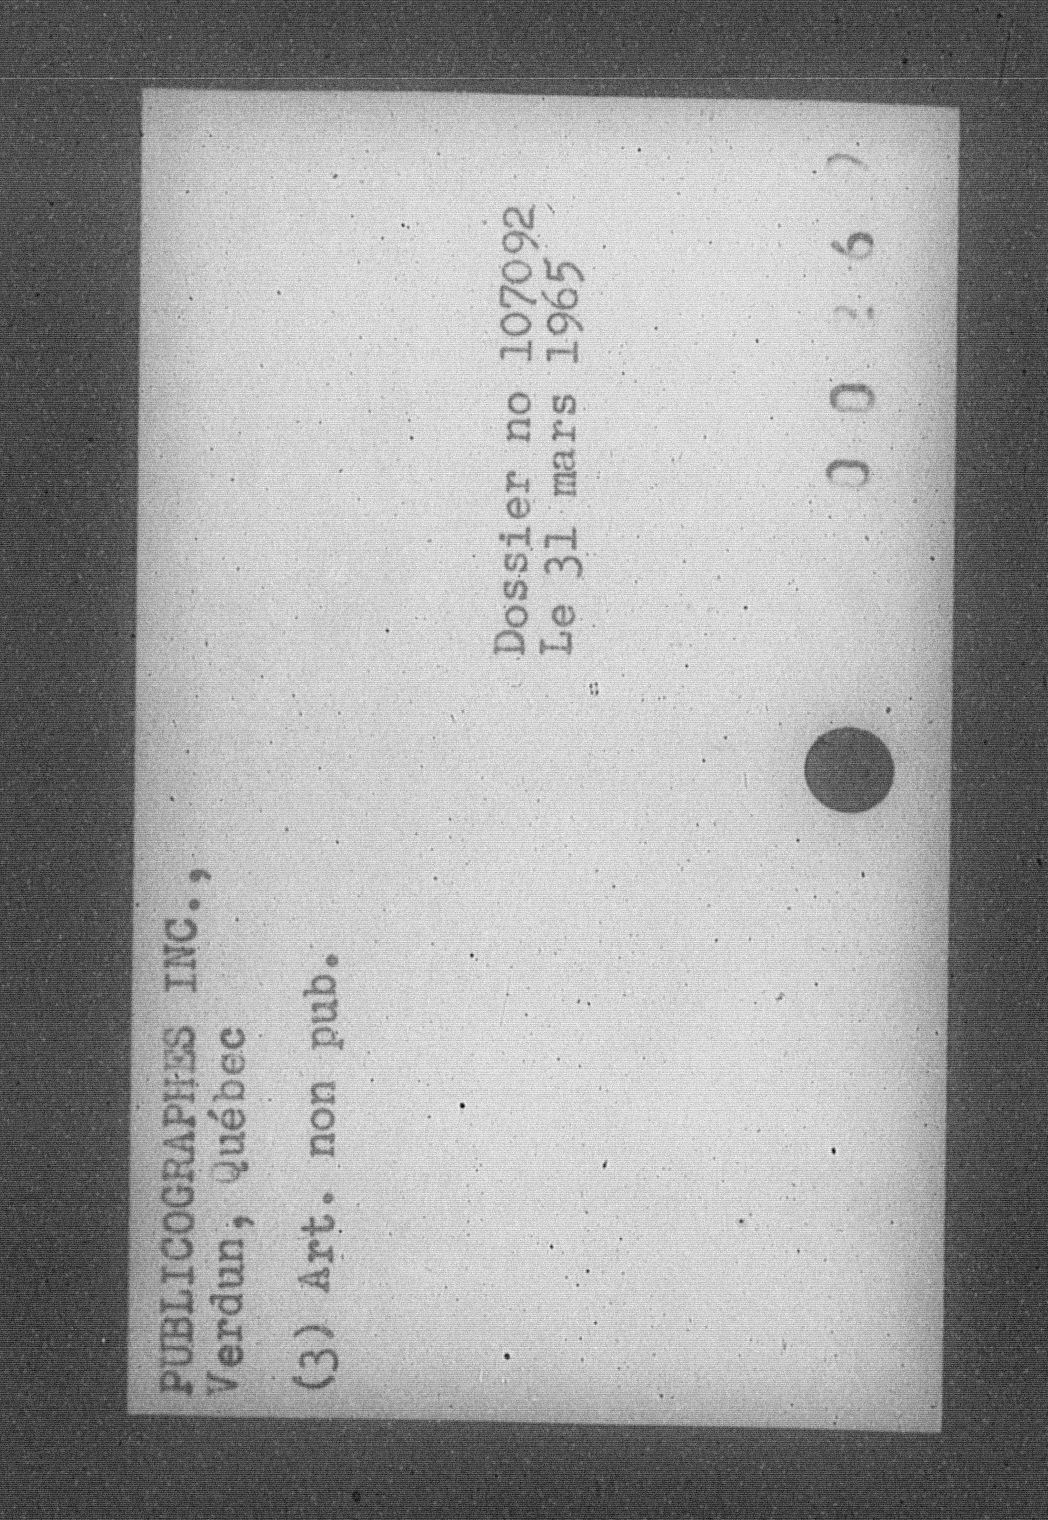 PUBLICOGRAPHES INC.,
Verdun, Québec
(3) Art. non pub.
Dossier no 107092
Le 31 mars 1965